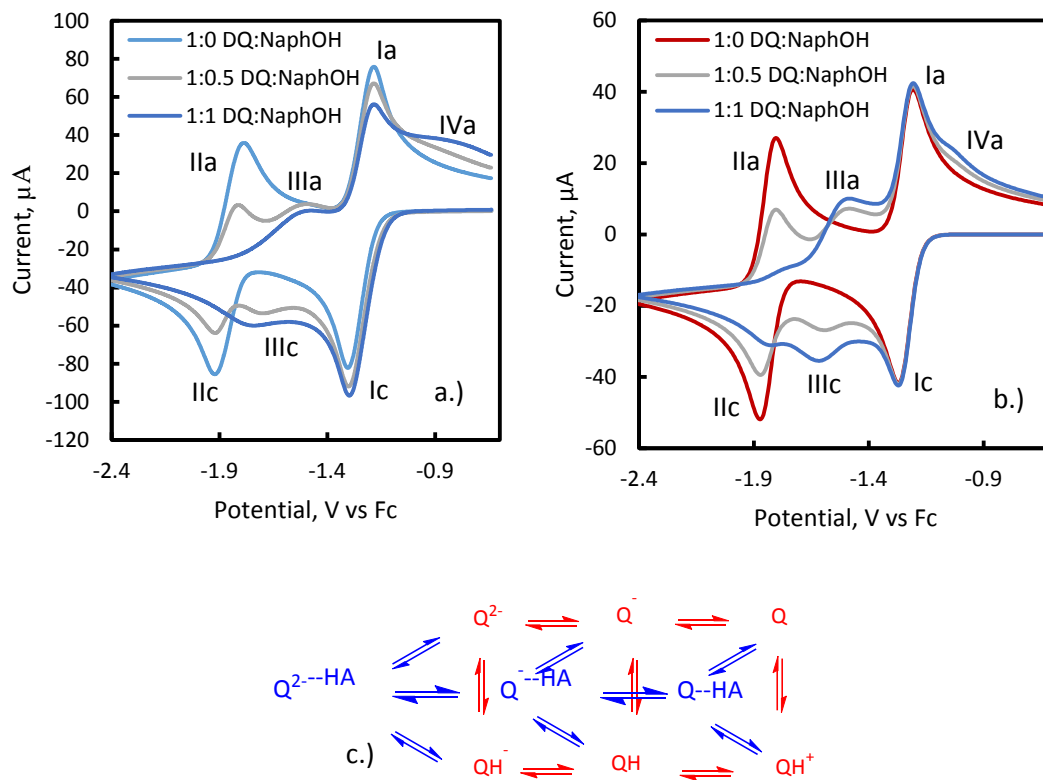 100
80
60
40
20
0
-20
-40
-60
-80
-100
-120
-2.4
-1.9
-1.4
-0.9
Current, μA
Potential, V vs Fc
1:0 DQ:NaphOH
1:0.5 DQ:NaphOH
1:1 DQ:NaphOH
Ia
IVa
IIa
IIIa
IIIc
IIc
Ic
a.)
60
40
20
0
-20
-40
-60
-2.4
-1.9
-1.4
-0.9
Current, μA
Potential, V vs Fc
1:0 DQ:NaphOH
1:0.5 DQ:NaphOH
1:1 DQ:NaphOH
Ia
IVa
IIa
IIIa
IIIc
IIc
Ic
b.)
Q²⁻ Q⁻ Q
Q²⁻--HA Q⁻--HA Q--HA
QH⁻ QH QH⁺
c.)